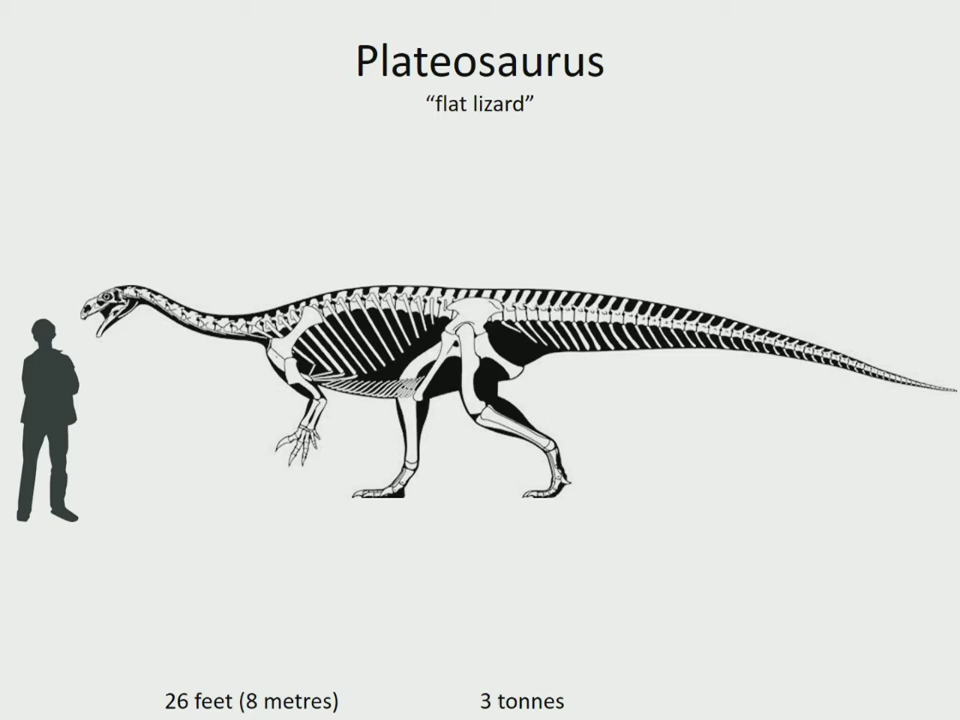 Plateosaurus
“flat lizard”
26 feet (8 metres) 3 tonnes